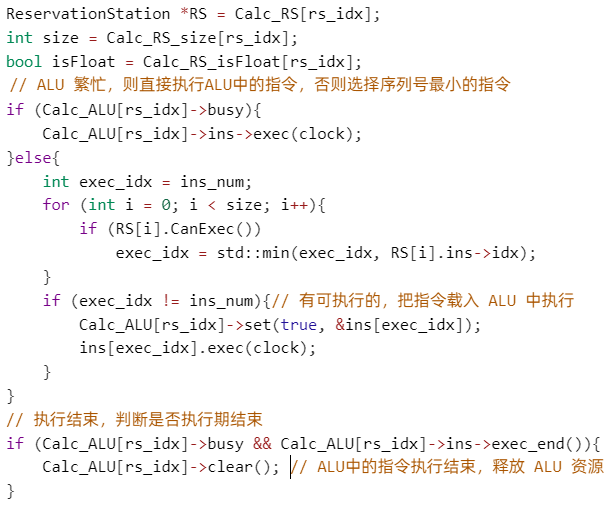 ReservationStation *RS = Calc_RS[rs_idx];
int size = Calc_RS_size[rs_idx];
bool isFloat = Calc_RS_isFloat[rs_idx];
// ALU 繁忙，则直接执行ALU中的指令，否则选择序列号最小的指令
if (Calc_ALU[rs_idx]->busy){
    Calc_ALU[rs_idx]->ins->exec(clock);
}else{
    int exec_idx = ins_num;
    for (int i = 0; i < size; i++){
        if (RS[i].CanExec())
            exec_idx = std::min(exec_idx, RS[i].ins->idx);
    }
    if (exec_idx != ins_num){// 有可执行的，把指令载入 ALU 中执行
        Calc_ALU[rs_idx]->set(true, &ins[exec_idx]);
        ins[exec_idx].exec(clock);
    }
}
// 执行结束，判断是否执行期结束
if (Calc_ALU[rs_idx]->busy && Calc_ALU[rs_idx]->ins->exec_end()){
    Calc_ALU[rs_idx]->clear(); // ALU中的指令执行结束，释放 ALU 资源
}